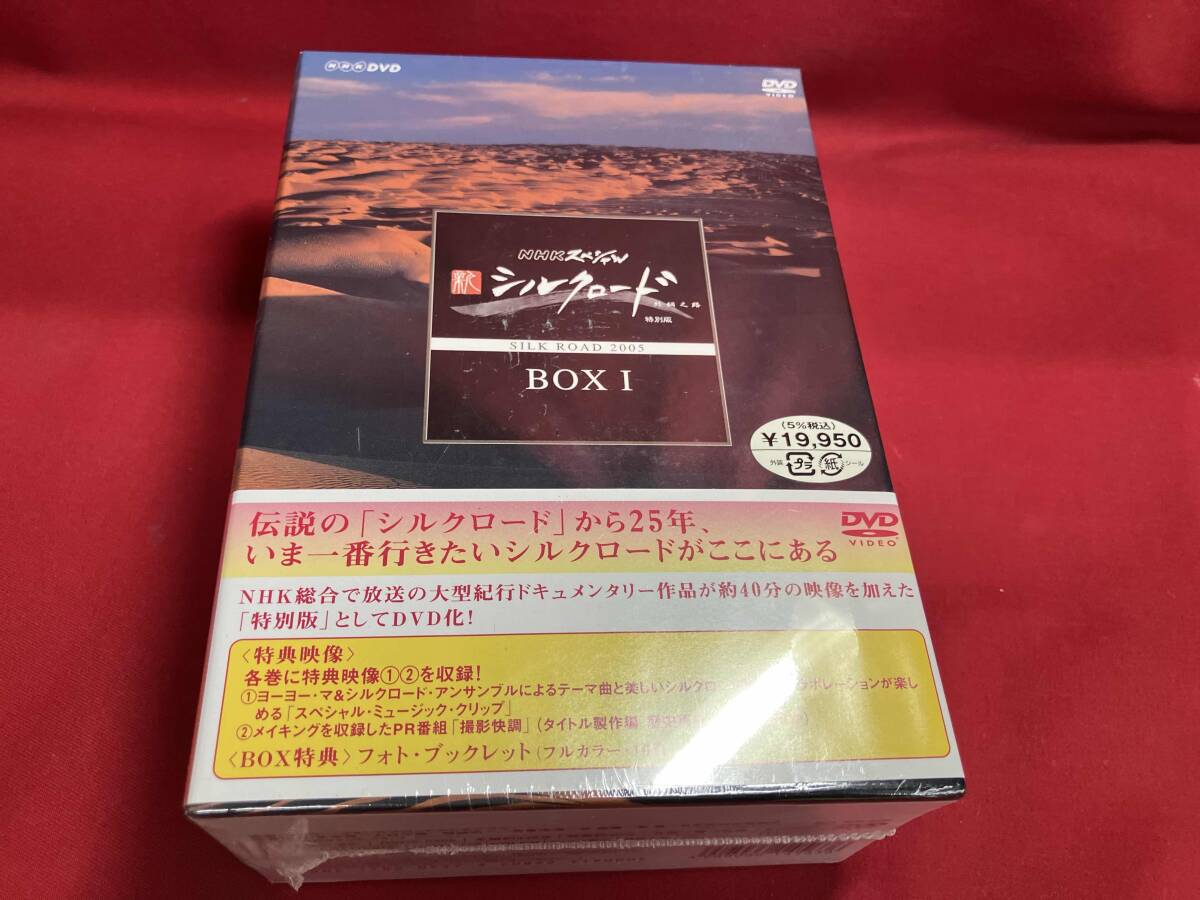 NHK DVD
DVD
VIDEO
NHKスペシャル
新
シルクロード
特別版
SILK ROAD 2005
BOX I
(5%税込)
¥19,950
外装 プラ 紙 シール
伝説の「シルクロード」から25年、
いま一番行きたいシルクロードがここにある
DVD
VIDEO
NHK総合で放送の大型紀行ドキュメンタリー作品が約40分の映像を加えた
「特別版」としてDVD化!
〈特典映像〉
各巻に特典映像①②を収録!
①ヨーヨー・マ&シルクロード・アンサンブルによるテーマ曲と美しいシルクロー ラボレーションが楽し
める「スペシャル・ミュージック・クリップ」
②メイキングを収録したPR番組「撮影快調」(タイトル製作編
〈BOX特典〉フォト・ブックレット(フルカラー